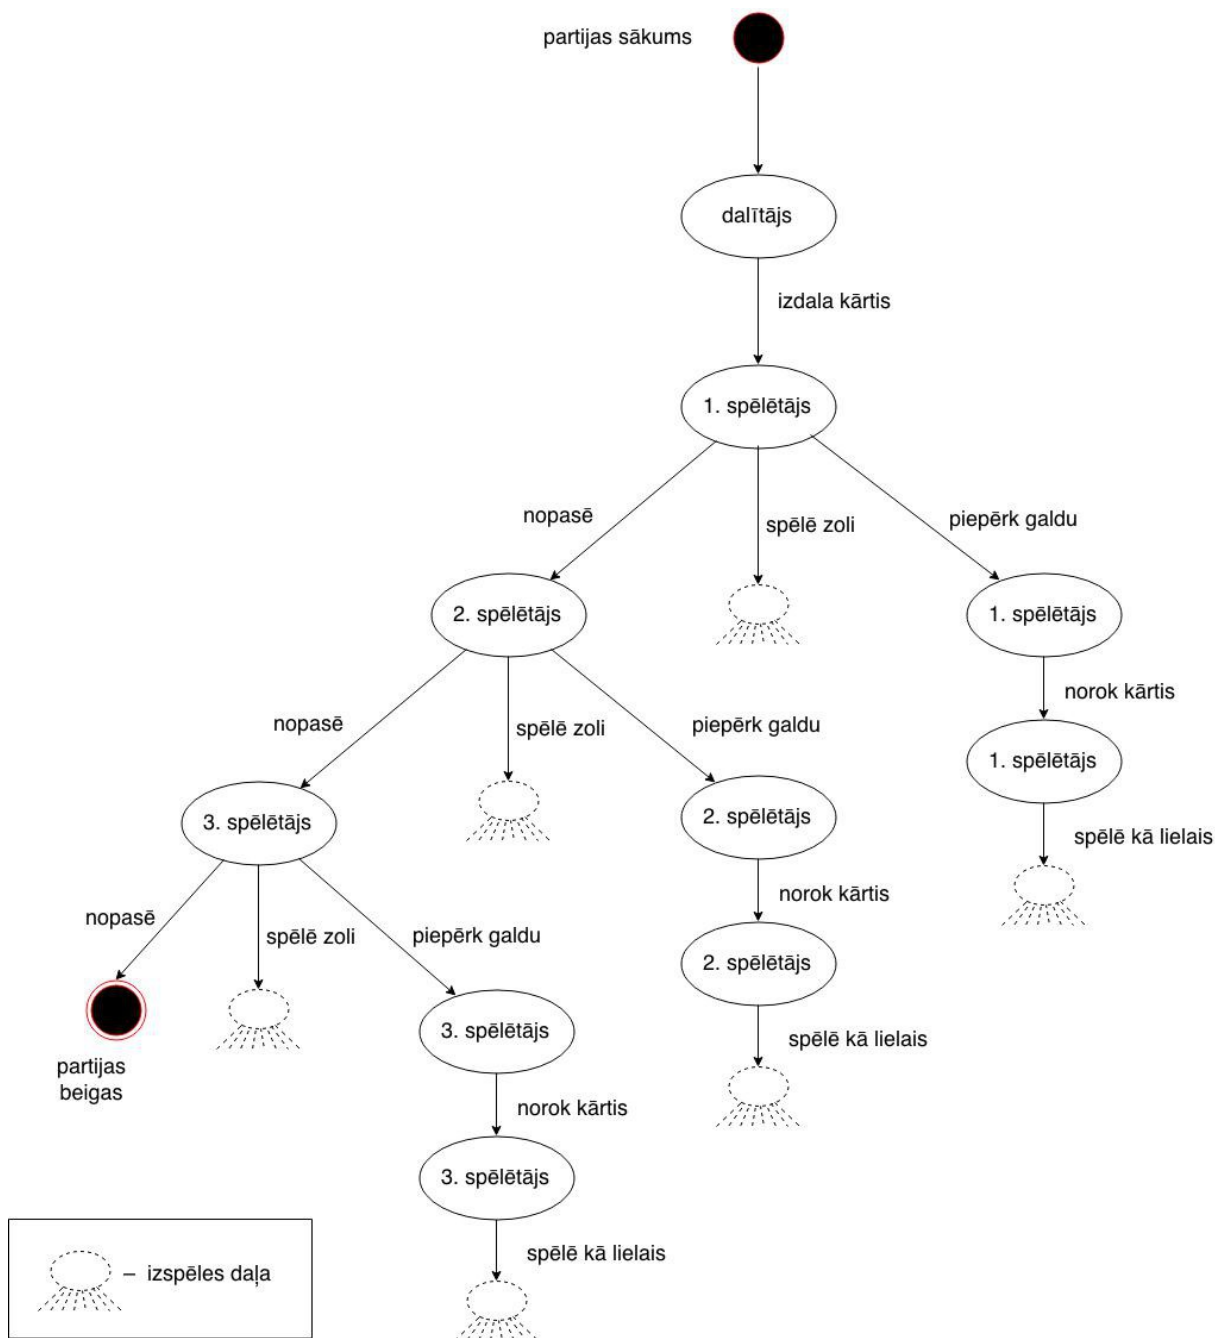 partijas sākums
dalītājs
izdala kārtis
1. spēlētājs
nopasē
spēlē zoli
piepērk galdu
2. spēlētājs
1. spēlētājs
norok kārtis
nopasē
spēlē zoli
piepērk galdu
1. spēlētājs
3. spēlētājs
2. spēlētājs
spēlē kā lielais
norok kārtis
nopasē
spēlē zoli
piepērk galdu
2. spēlētājs
3. spēlētājs
spēlē kā lielais
partijas
beigas
norok kārtis
3. spēlētājs
spēlē kā lielais
– izspēles daļa